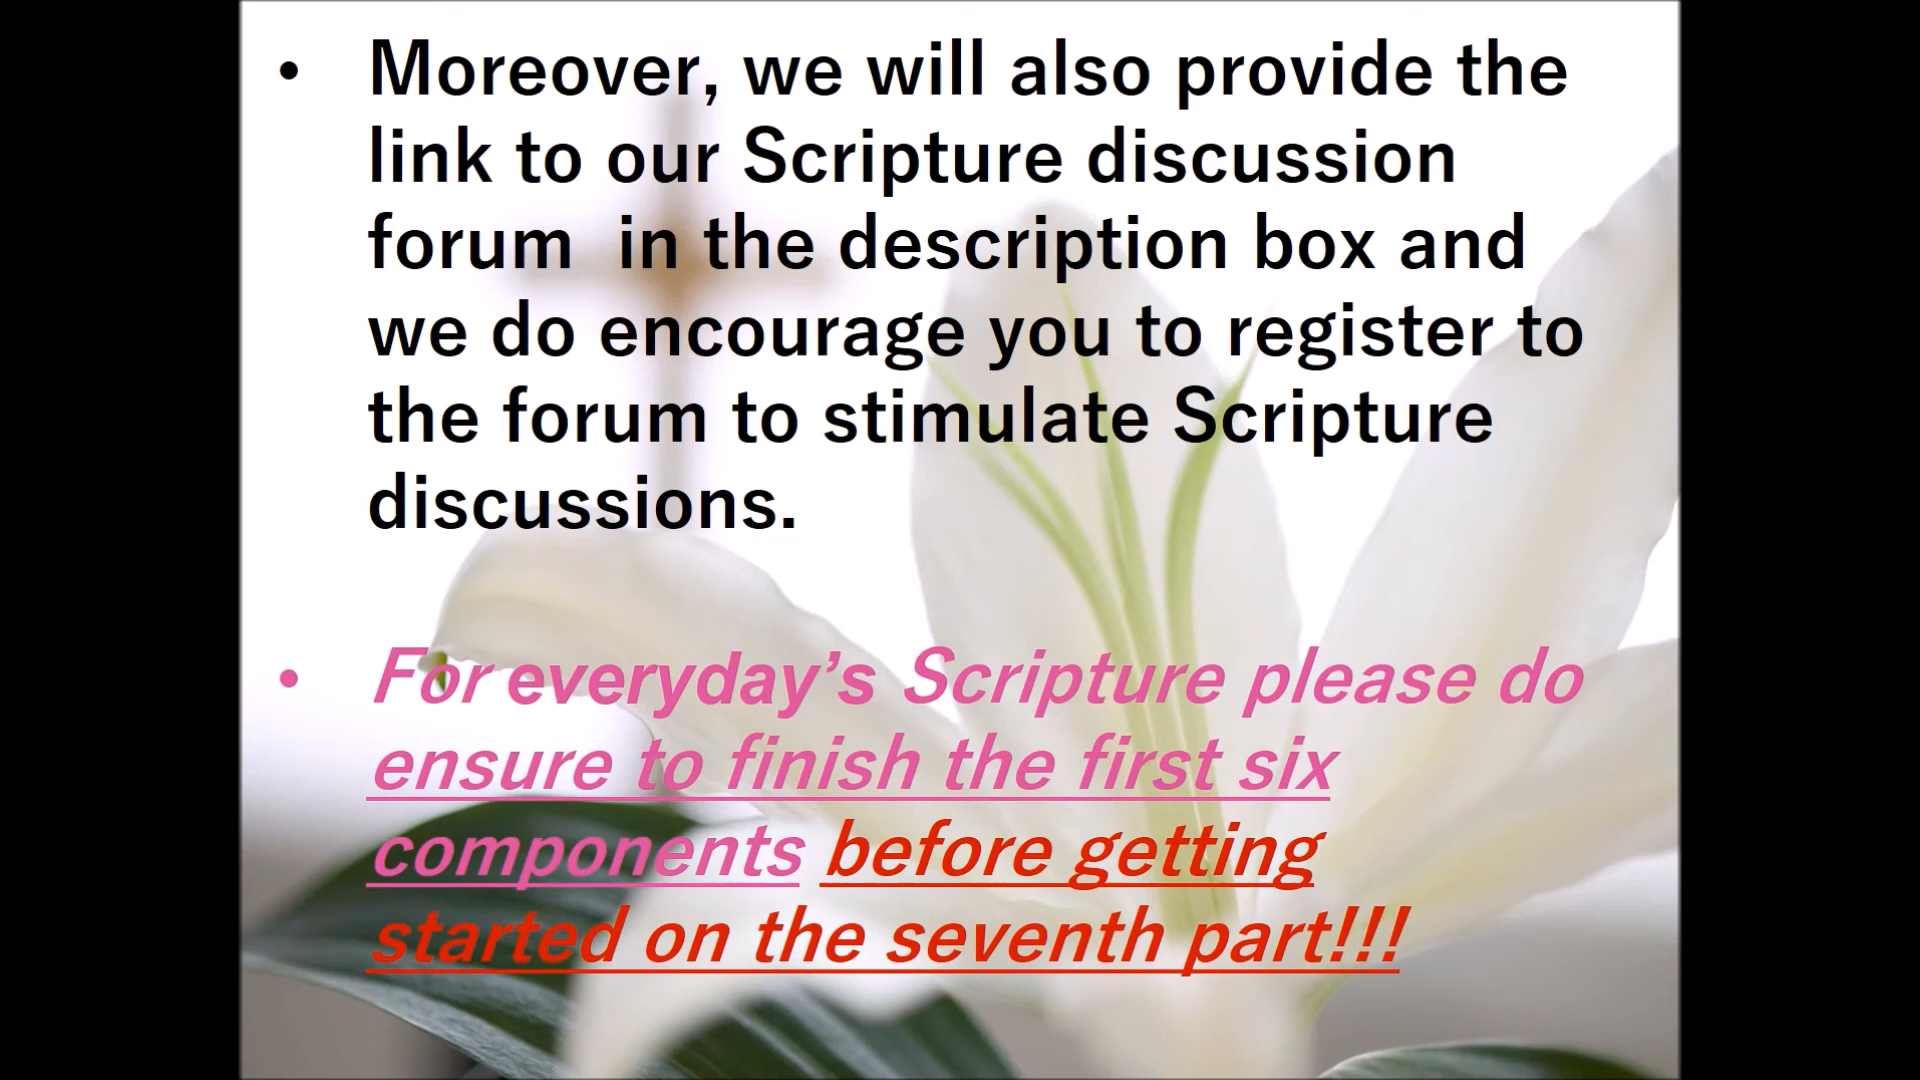 • Moreover, we will also provide the
link to our Scripture discussion
forum  in the description box and
we do encourage you to register to
the forum to stimulate Scripture
discussions.
• For everyday’s Scripture please do
ensure to finish the first six
components before getting
started on the seventh part!!!